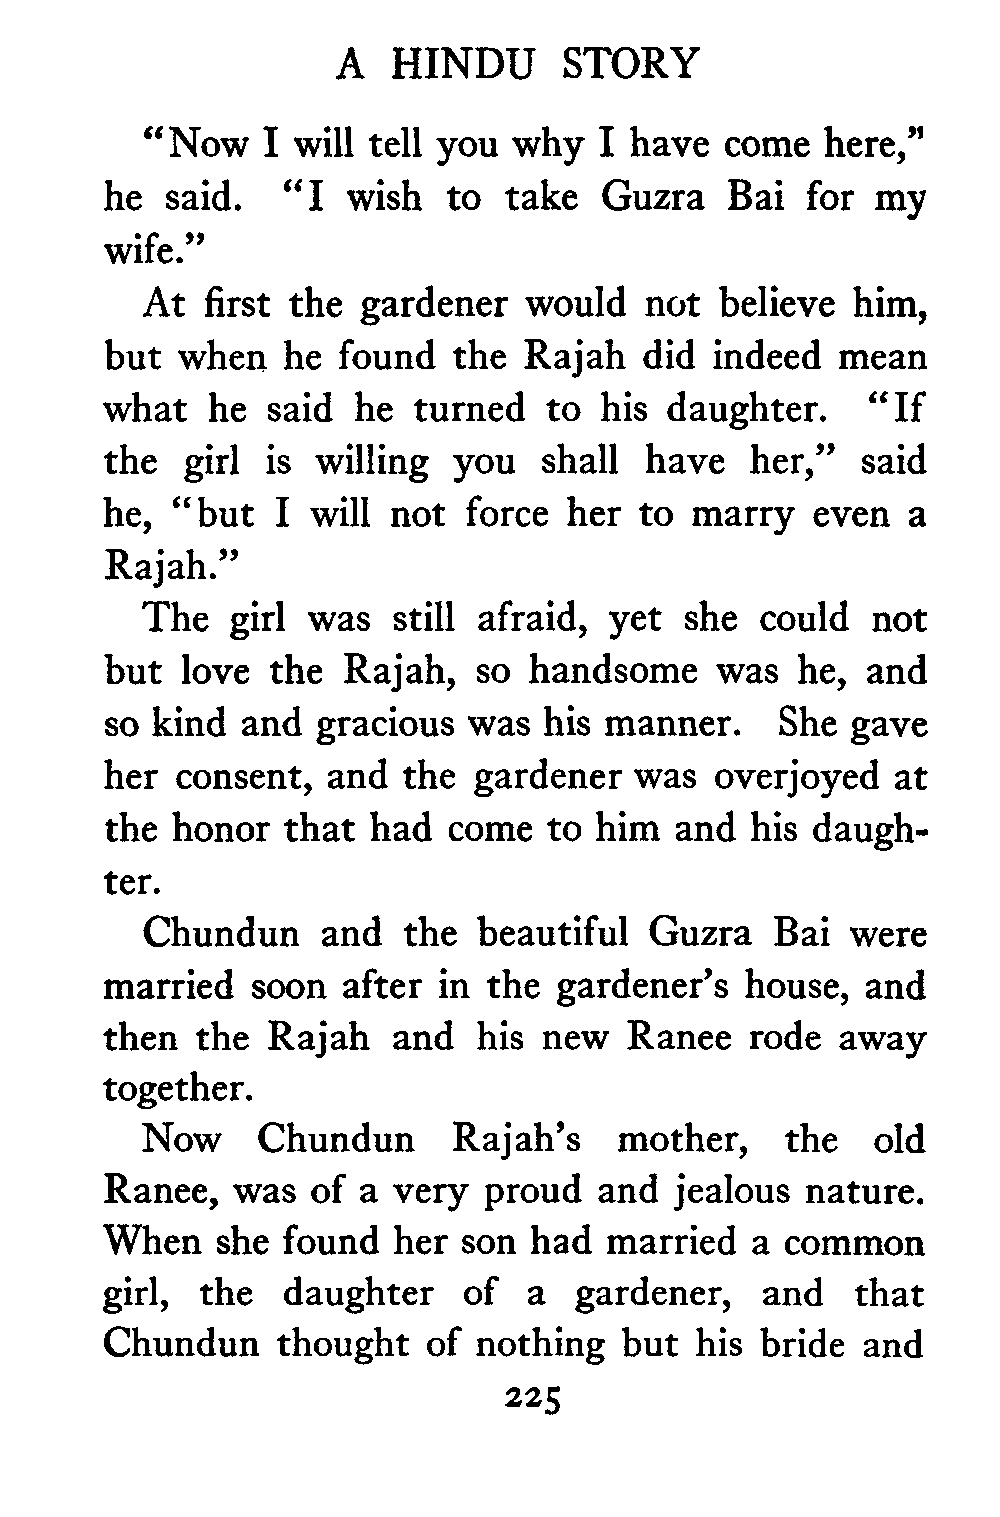 A HINDU STORY
“Now I will tell you why I have come here,”
he said. “I wish to take Guzra Bai for my
wife.”
At first the gardener would not believe him,
but when he found the Rajah did indeed mean
what he said he turned to his daughter. “If
the girl is willing you shall have her,” said
he, “but I will not force her to marry even a
Rajah.”
The girl was still afraid, yet she could not
but love the Rajah, so handsome was he, and
so kind and gracious was his manner. She gave
her consent, and the gardener was overjoyed at
the honor that had come to him and his daugh-
ter.
Chundun and the beautiful Guzra Bai were
married soon after in the gardener’s house, and
then the Rajah and his new Ranee rode away
together.
Now Chundun Rajah’s mother, the old
Ranee, was of a very proud and jealous nature.
When she found her son had married a common
girl, the daughter of a gardener, and that
Chundun thought of nothing but his bride and
225